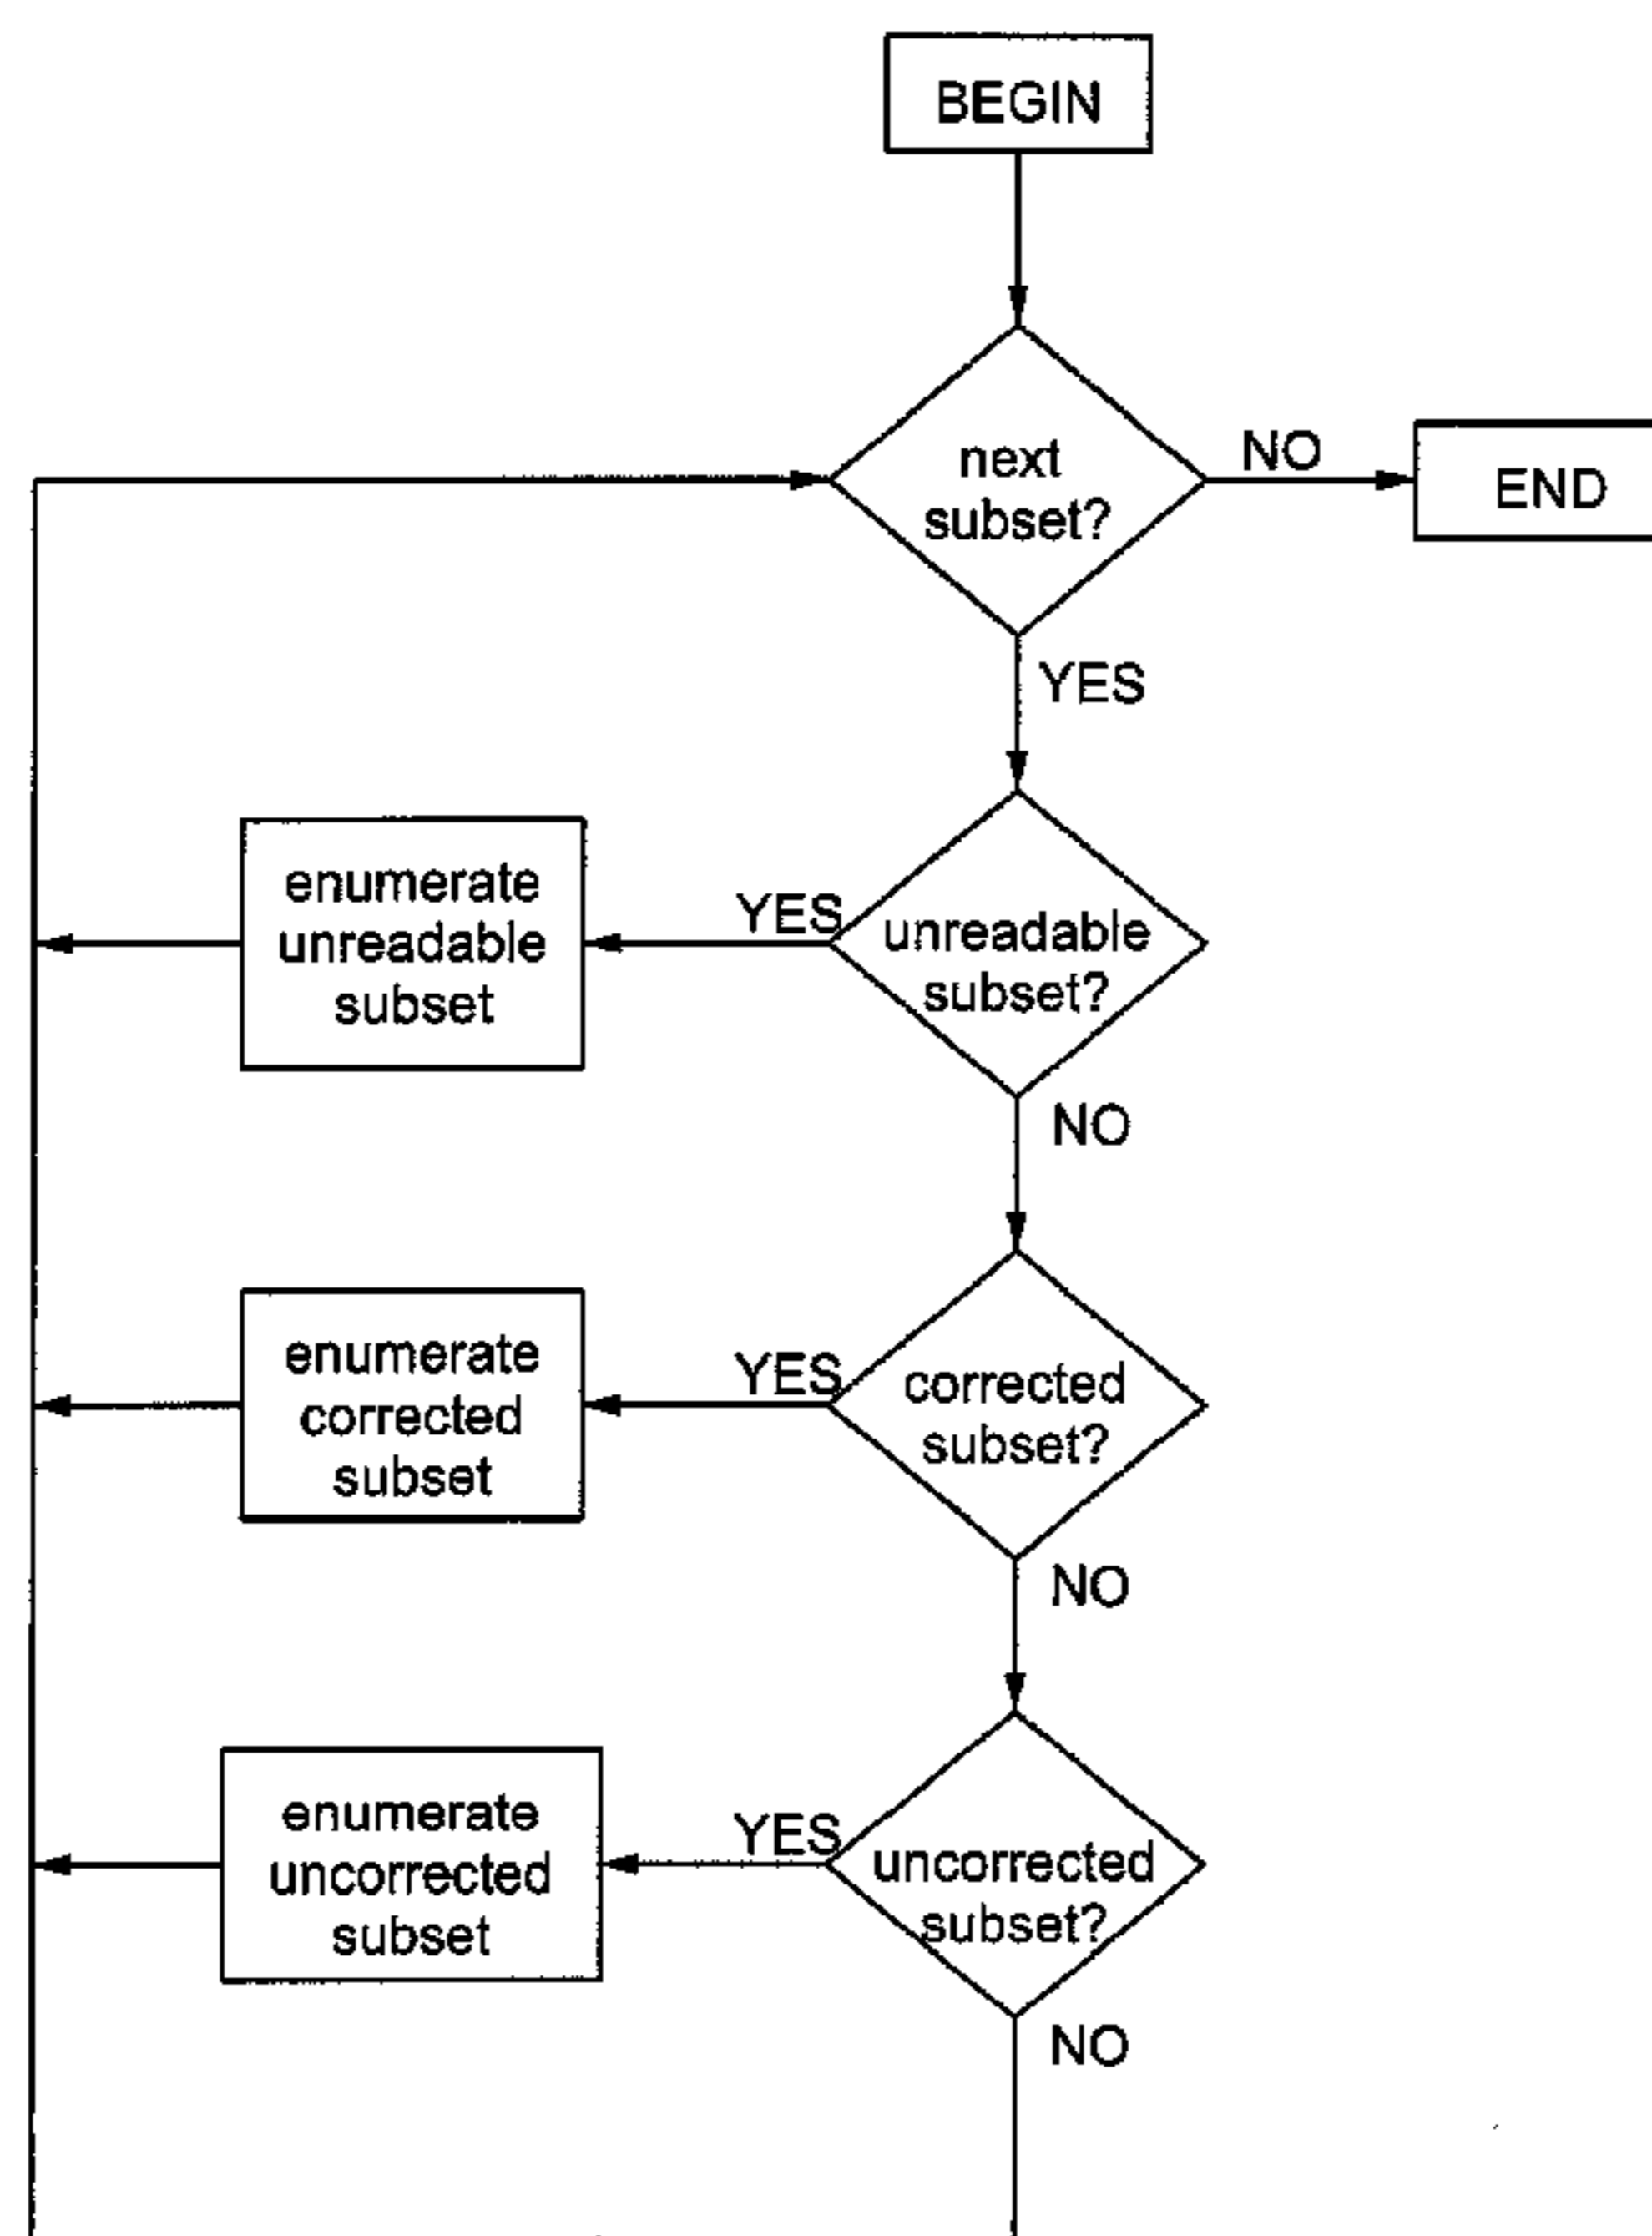 BEGIN
next
subset?
NO
END
YES
enumerate
unreadable
subset
YES
unreadable
subset?
NO
enumerate
corrected
subset
YES
corrected
subset?
NO
enumerate
uncorrected
subset
YES
uncorrected
subset?
NO